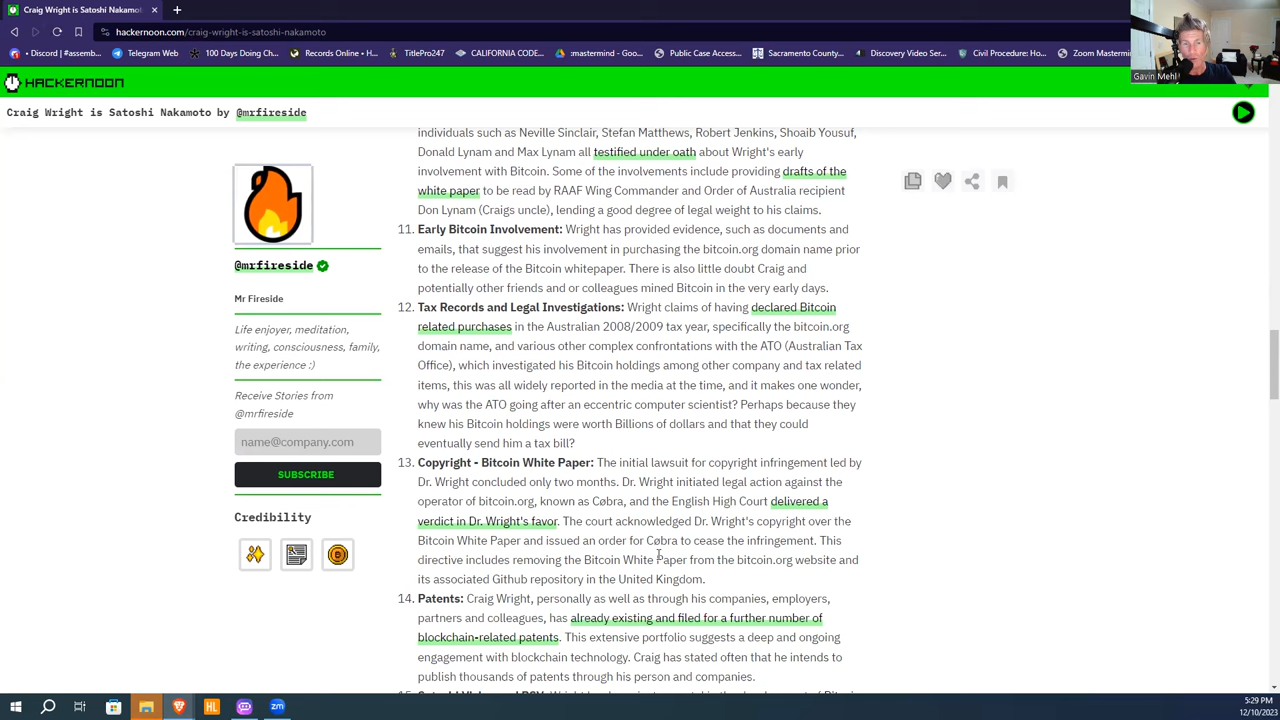 Craig Wright is Satoshi Nakamo
hackernoon.com/craig-wright-is-satoshi-nakamoto
• Discord | #assemb...
Telegram Web
100 Days Doing Ch...
Records Online • H...
TitlePro247
CALIFORNIA CODE...
:mastermind - Goo...
Public Case Access...
Sacramento County...
Discovery Video Ser...
Civil Procedure: Ho...
Zoom Mastermi
Gavin Mehl
HACKERNOON
Craig Wright is Satoshi Nakamoto by @mrfireside
individuals such as Neville Sinclair, Stefan Matthews, Robert Jenkins, Shoaib Yousuf,
Donald Lynam and Max Lynam all testified under oath about Wright's early
involvement with Bitcoin. Some of the involvements include providing drafts of the
white paper to be read by RAAF Wing Commander and Order of Australia recipient
Don Lynam (Craigs uncle), lending a good degree of legal weight to his claims.
11. Early Bitcoin Involvement: Wright has provided evidence, such as documents and
emails, that suggest his involvement in purchasing the bitcoin.org domain name prior
to the release of the Bitcoin whitepaper. There is also little doubt Craig and
potentially other friends and or colleagues mined Bitcoin in the very early days.
12. Tax Records and Legal Investigations: Wright claims of having declared Bitcoin
related purchases in the Australian 2008/2009 tax year, specifically the bitcoin.org
domain name, and various other complex confrontations with the ATO (Australian Tax
Office), which investigated his Bitcoin holdings among other company and tax related
items, this was all widely reported in the media at the time, and it makes one wonder,
why was the ATO going after an eccentric computer scientist? Perhaps because they
knew his Bitcoin holdings were worth Billions of dollars and that they could
eventually send him a tax bill?
13. Copyright - Bitcoin White Paper: The initial lawsuit for copyright infringement led by
Dr. Wright concluded only two months. Dr. Wright initiated legal action against the
operator of bitcoin.org, known as Cøbra, and the English High Court delivered a
verdict in Dr. Wright's favor. The court acknowledged Dr. Wright's copyright over the
Bitcoin White Paper and issued an order for Cøbra to cease the infringement. This
directive includes removing the Bitcoin White Paper from the bitcoin.org website and
its associated Github repository in the United Kingdom.
14. Patents: Craig Wright, personally as well as through his companies, employers,
partners and colleagues, has already existing and filed for a further number of
blockchain-related patents. This extensive portfolio suggests a deep and ongoing
engagement with blockchain technology. Craig has stated often that he intends to
publish thousands of patents through his person and companies.
@mrfireside
Mr Fireside
Life enjoyer, meditation,
writing, consciousness, family,
the experience :)
Receive Stories from
@mrfireside
name@company.com
SUBSCRIBE
Credibility
HL
zm
5:29 PM
12/10/2023